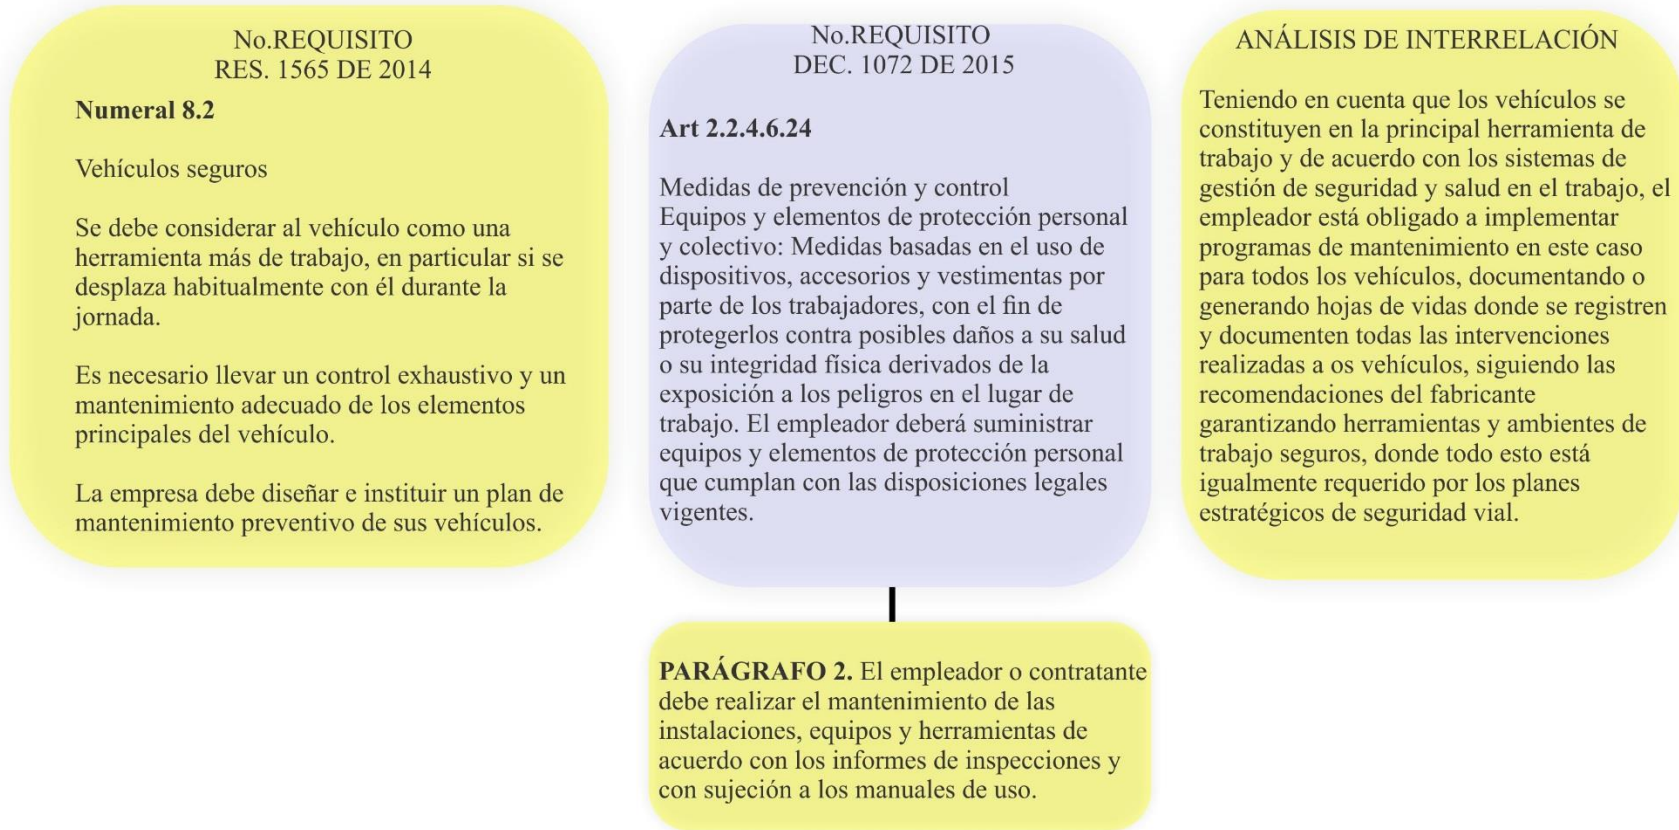 No.REQUISITO
RES. 1565 DE 2014
Numeral 8.2
Vehículos seguros
Se debe considerar al vehículo como una
herramienta más de trabajo, en particular si se
desplaza habitualmente con él durante la
jornada.
Es necesario llevar un control exhaustivo y un
mantenimiento adecuado de los elementos
principales del vehículo.
La empresa debe diseñar e instituir un plan de
mantenimiento preventivo de sus vehículos.
No.REQUISITO
DEC. 1072 DE 2015
Art 2.2.4.6.24
Medidas de prevención y control
Equipos y elementos de protección personal
y colectivo: Medidas basadas en el uso de
dispositivos, accesorios y vestimentas por
parte de los trabajadores, con el fin de
protegerlos contra posibles daños a su salud
o su integridad física derivados de la
exposición a los peligros en el lugar de
trabajo. El empleador deberá suministrar
equipos y elementos de protección personal
que cumplan con las disposiciones legales
vigentes.
PARÁGRAFO 2. El empleador o contratante
debe realizar el mantenimiento de las
instalaciones, equipos y herramientas de
acuerdo con los informes de inspecciones y
con sujeción a los manuales de uso.
ANÁLISIS DE INTERRELACIÓN
Teniendo en cuenta que los vehículos se
constituyen en la principal herramienta de
trabajo y de acuerdo con los sistemas de
gestión de seguridad y salud en el trabajo, el
empleador está obligado a implementar
programas de mantenimiento en este caso
para todos los vehículos, documentando o
generando hojas de vidas donde se registren
y documenten todas las intervenciones
realizadas a os vehículos, siguiendo las
recomendaciones del fabricante
garantizando herramientas y ambientes de
trabajo seguros, donde todo esto está
igualmente requerido por los planes
estratégicos de seguridad vial.